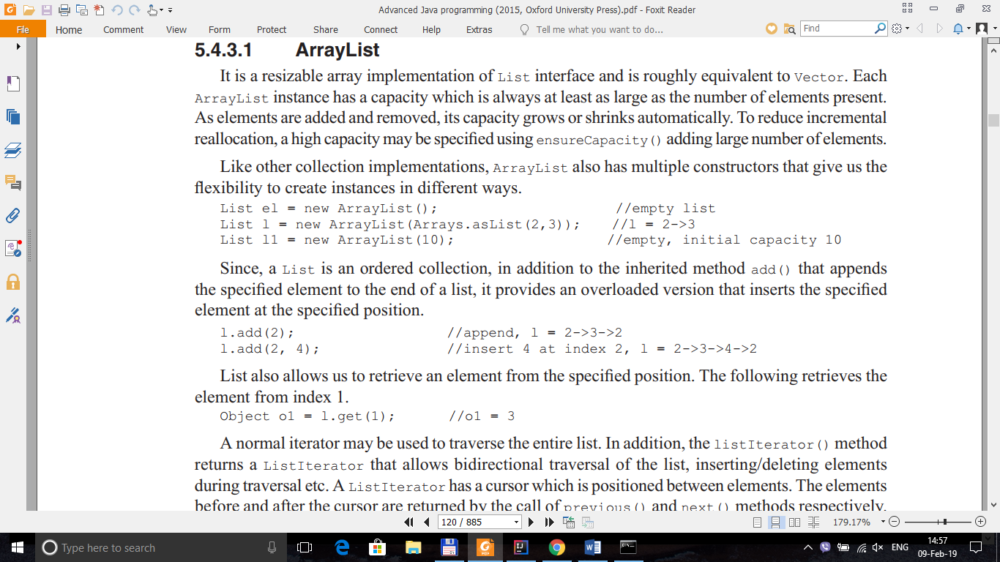 Advanced Java programming (2015, Oxford University Press).pdf - Foxit Reader
File Home Comment View Form Protect Share Connect Help Extras Tell me what you want to do... Find
5.4.3.1 ArrayList
It is a resizable array implementation of List interface and is roughly equivalent to Vector. Each
ArrayList instance has a capacity which is always at least as large as the number of elements present.
As elements are added and removed, its capacity grows or shrinks automatically. To reduce incremental
reallocation, a high capacity may be specified using ensureCapacity() adding large number of elements.
Like other collection implementations, ArrayList also has multiple constructors that give us the
flexibility to create instances in different ways.
List el = new ArrayList(); //empty list
List l = new ArrayList(Arrays.asList(2,3)); //l = 2->3
List l1 = new ArrayList(10); //empty, initial capacity 10
Since, a List is an ordered collection, in addition to the inherited method add() that appends
the specified element to the end of a list, it provides an overloaded version that inserts the specified
element at the specified position.
l.add(2); //append, l = 2->3->2
l.add(2, 4); //insert 4 at index 2, l = 2->3->4->2
List also allows us to retrieve an element from the specified position. The following retrieves the
element from index 1.
Object o1 = l.get(1); //o1 = 3
A normal iterator may be used to traverse the entire list. In addition, the listIterator() method
returns a ListIterator that allows bidirectional traversal of the list, inserting/deleting elements
during traversal etc. A ListIterator has a cursor which is positioned between elements. The elements
before and after the cursor are returned by the call of previous() and next() methods respectively.
120 / 885 179.17%
Type here to search ENG 14:57
09-Feb-19